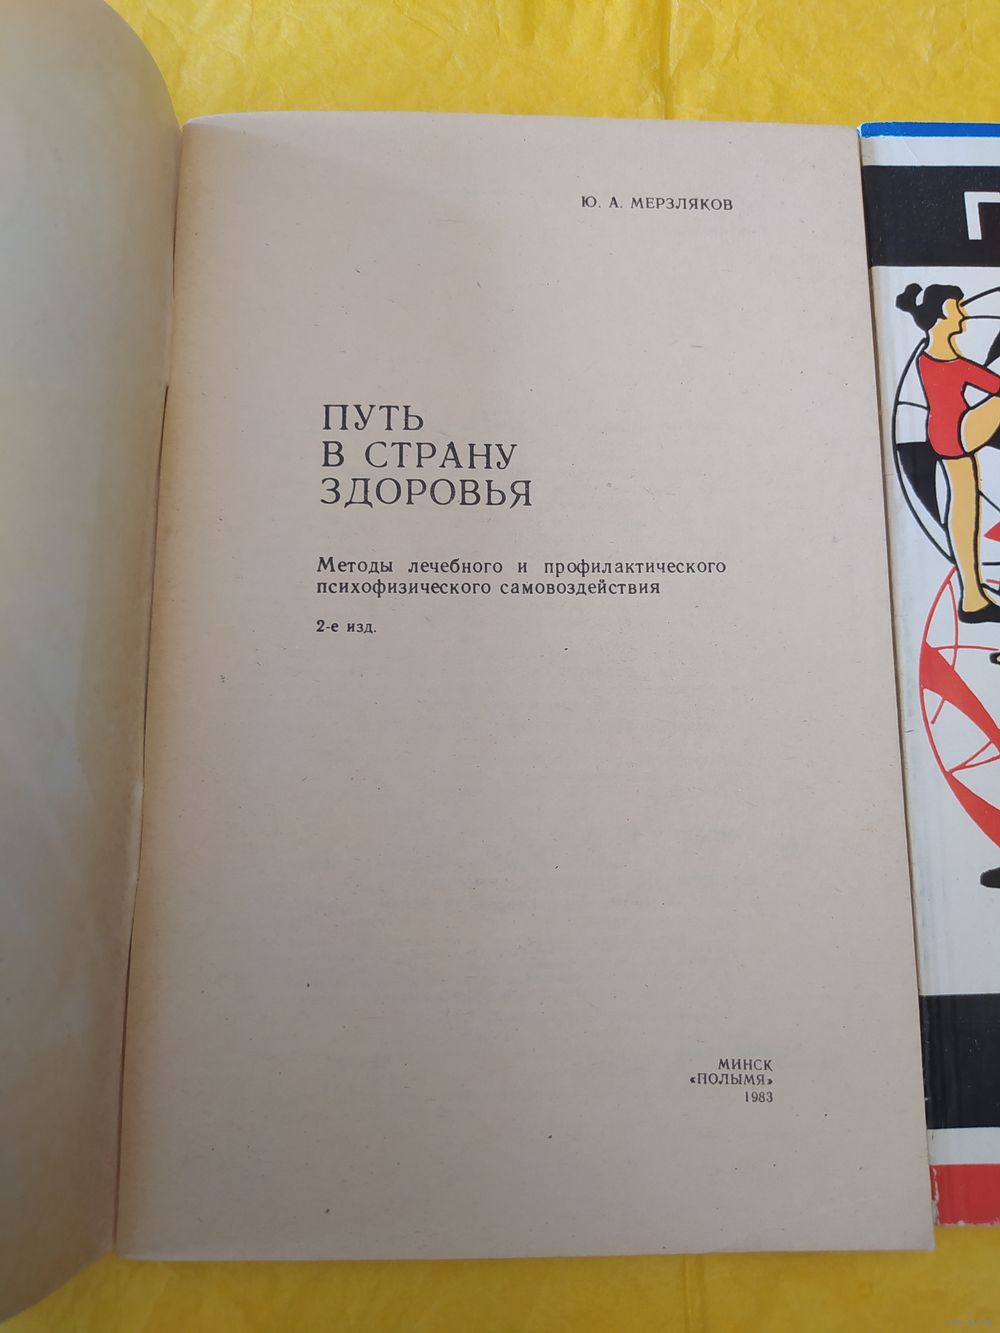 Ю. А. МЕРЗЛЯКОВ
ПУТЬ
В СТРАНУ
ЗДОРОВЬЯ
Методы лечебного и профилактического
психофизического самовоздействия
2-е изд.
МИНСК
«ПОЛЫМЯ»
1983